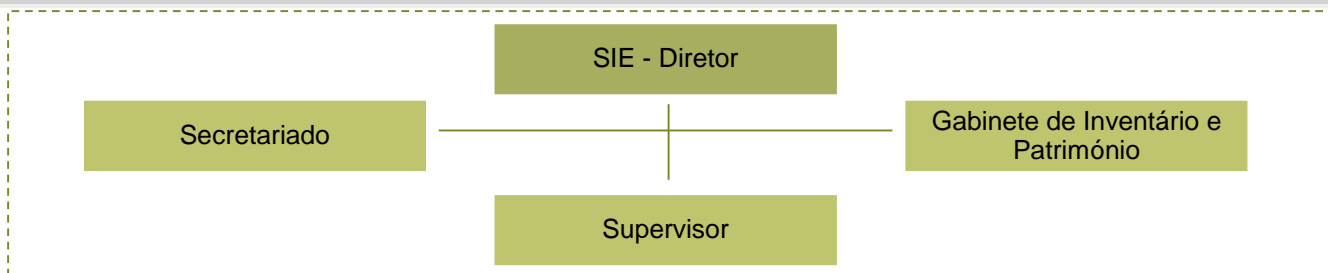 SIE - Diretor
Secretariado
Gabinete de Inventário e
Património
Supervisor